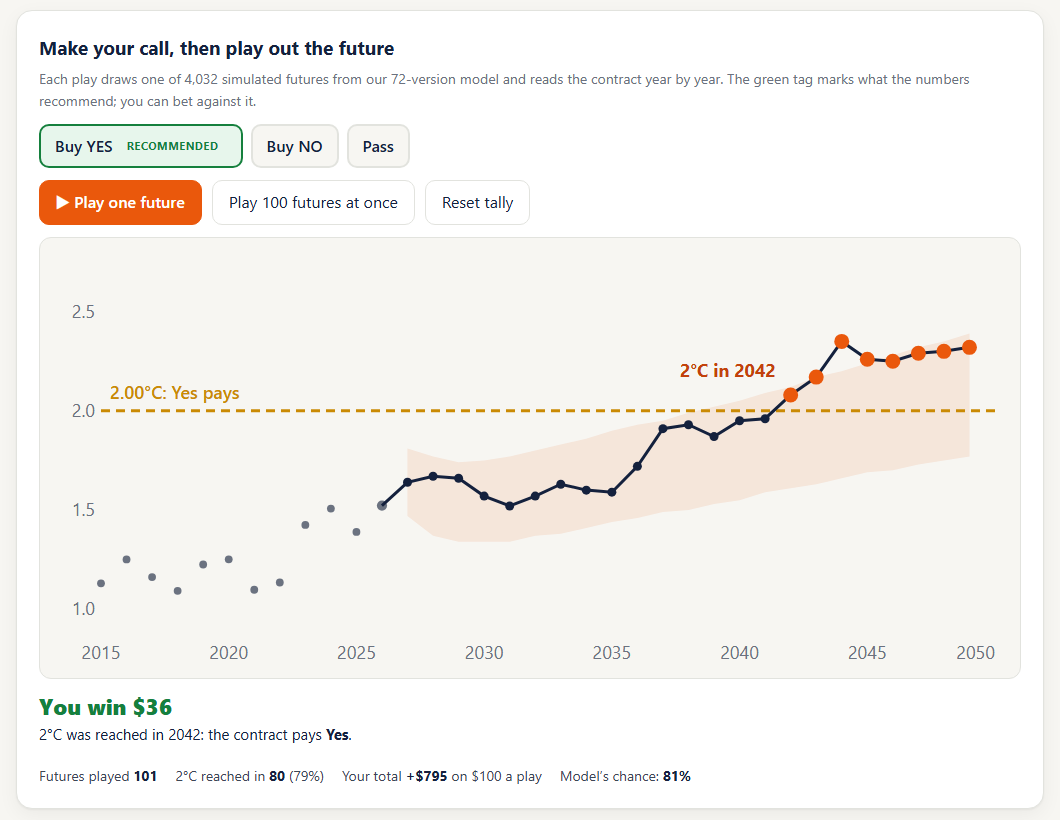 Make your call, then play out the future
Each play draws one of 4,032 simulated futures from our 72-version model and reads the contract year by year. The green tag marks what the numbers
recommend; you can bet against it.
Buy YES RECOMMENDED Buy NO Pass
▶ Play one future Play 100 futures at once Reset tally
2.5
2°C in 2042
2.00°C: Yes pays
2.0
1.5
1.0
2015 2020 2025 2030 2035 2040 2045 2050
You win $36
2°C was reached in 2042: the contract pays Yes.
Futures played 101 2°C reached in 80 (79%) Your total +$795 on $100 a play Model's chance: 81%